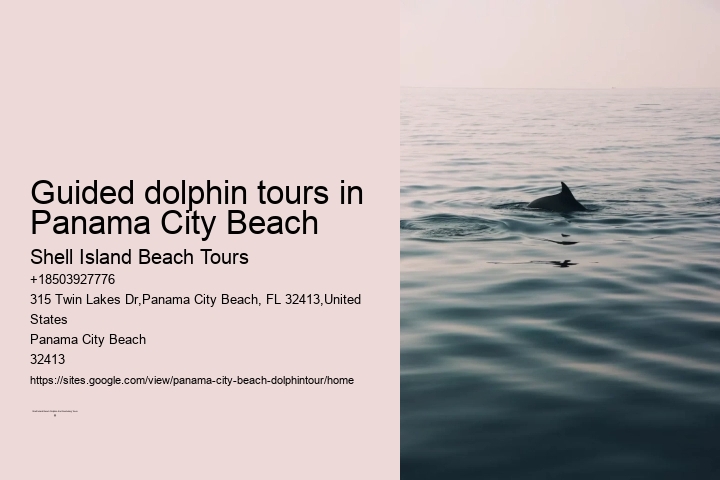 Guided dolphin tours in
Panama City Beach
Shell Island Beach Tours
+18503927776
315 Twin Lakes Dr,Panama City Beach, FL 32413,United
States
Panama City Beach
32413
https://sites.google.com/view/panama-city-beach-dolphintour/home